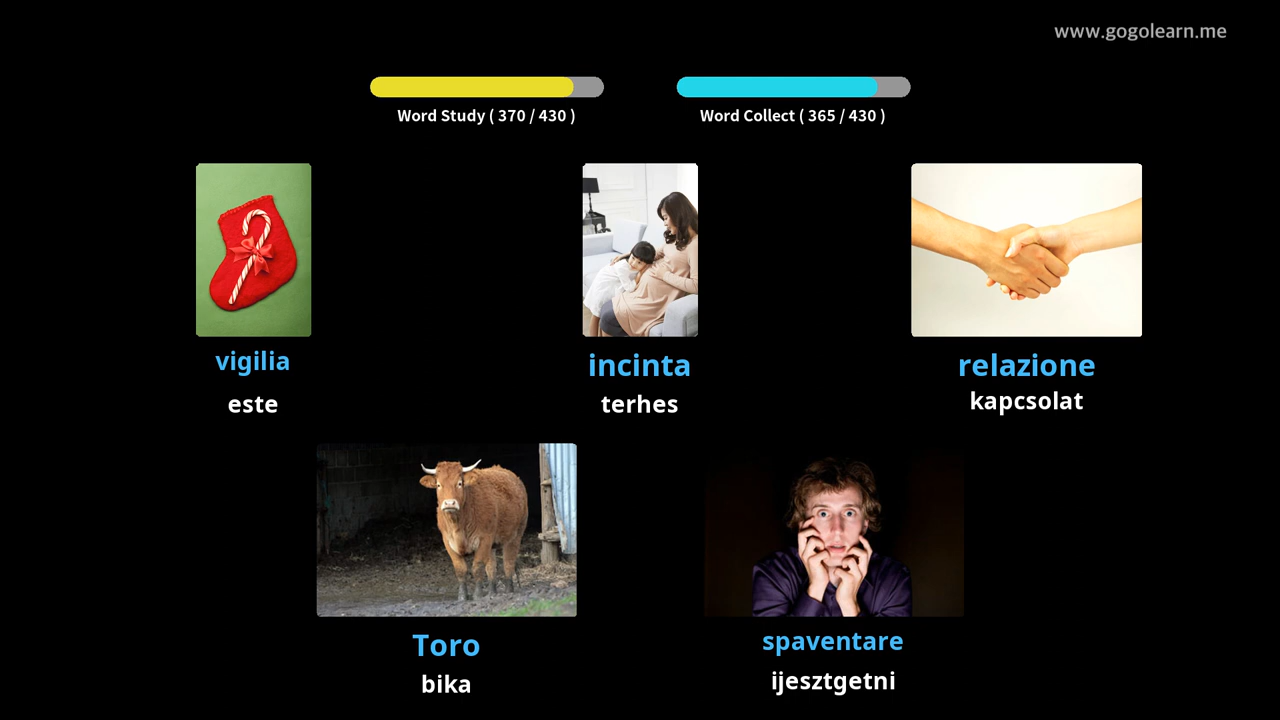 www.gogolearn.me
Word Study ( 370 / 430 )
Word Collect ( 365 / 430 )
vigilia
este
incinta
terhes
relazione
kapcsolat
Toro
bika
spaventare
ijesztgetni